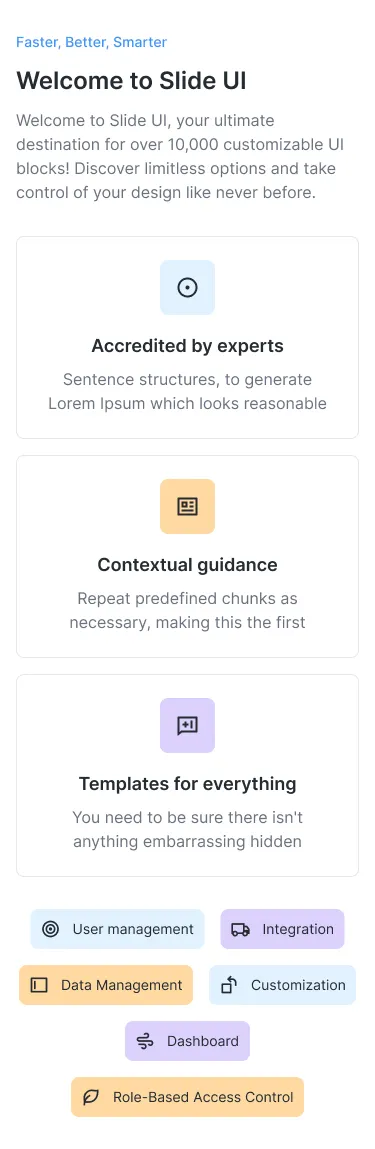 Faster, Better, Smarter
Welcome to Slide UI
Welcome to Slide UI, your ultimate
destination for over 10,000 customizable UI
blocks! Discover limitless options and take
control of your design like never before.
Accredited by experts
Sentence structures, to generate
Lorem Ipsum which looks reasonable
Contextual guidance
Repeat predefined chunks as
necessary, making this the first
Templates for everything
You need to be sure there isn't
anything embarrassing hidden
User management
Integration
Data Management
Customization
Dashboard
Role-Based Access Control